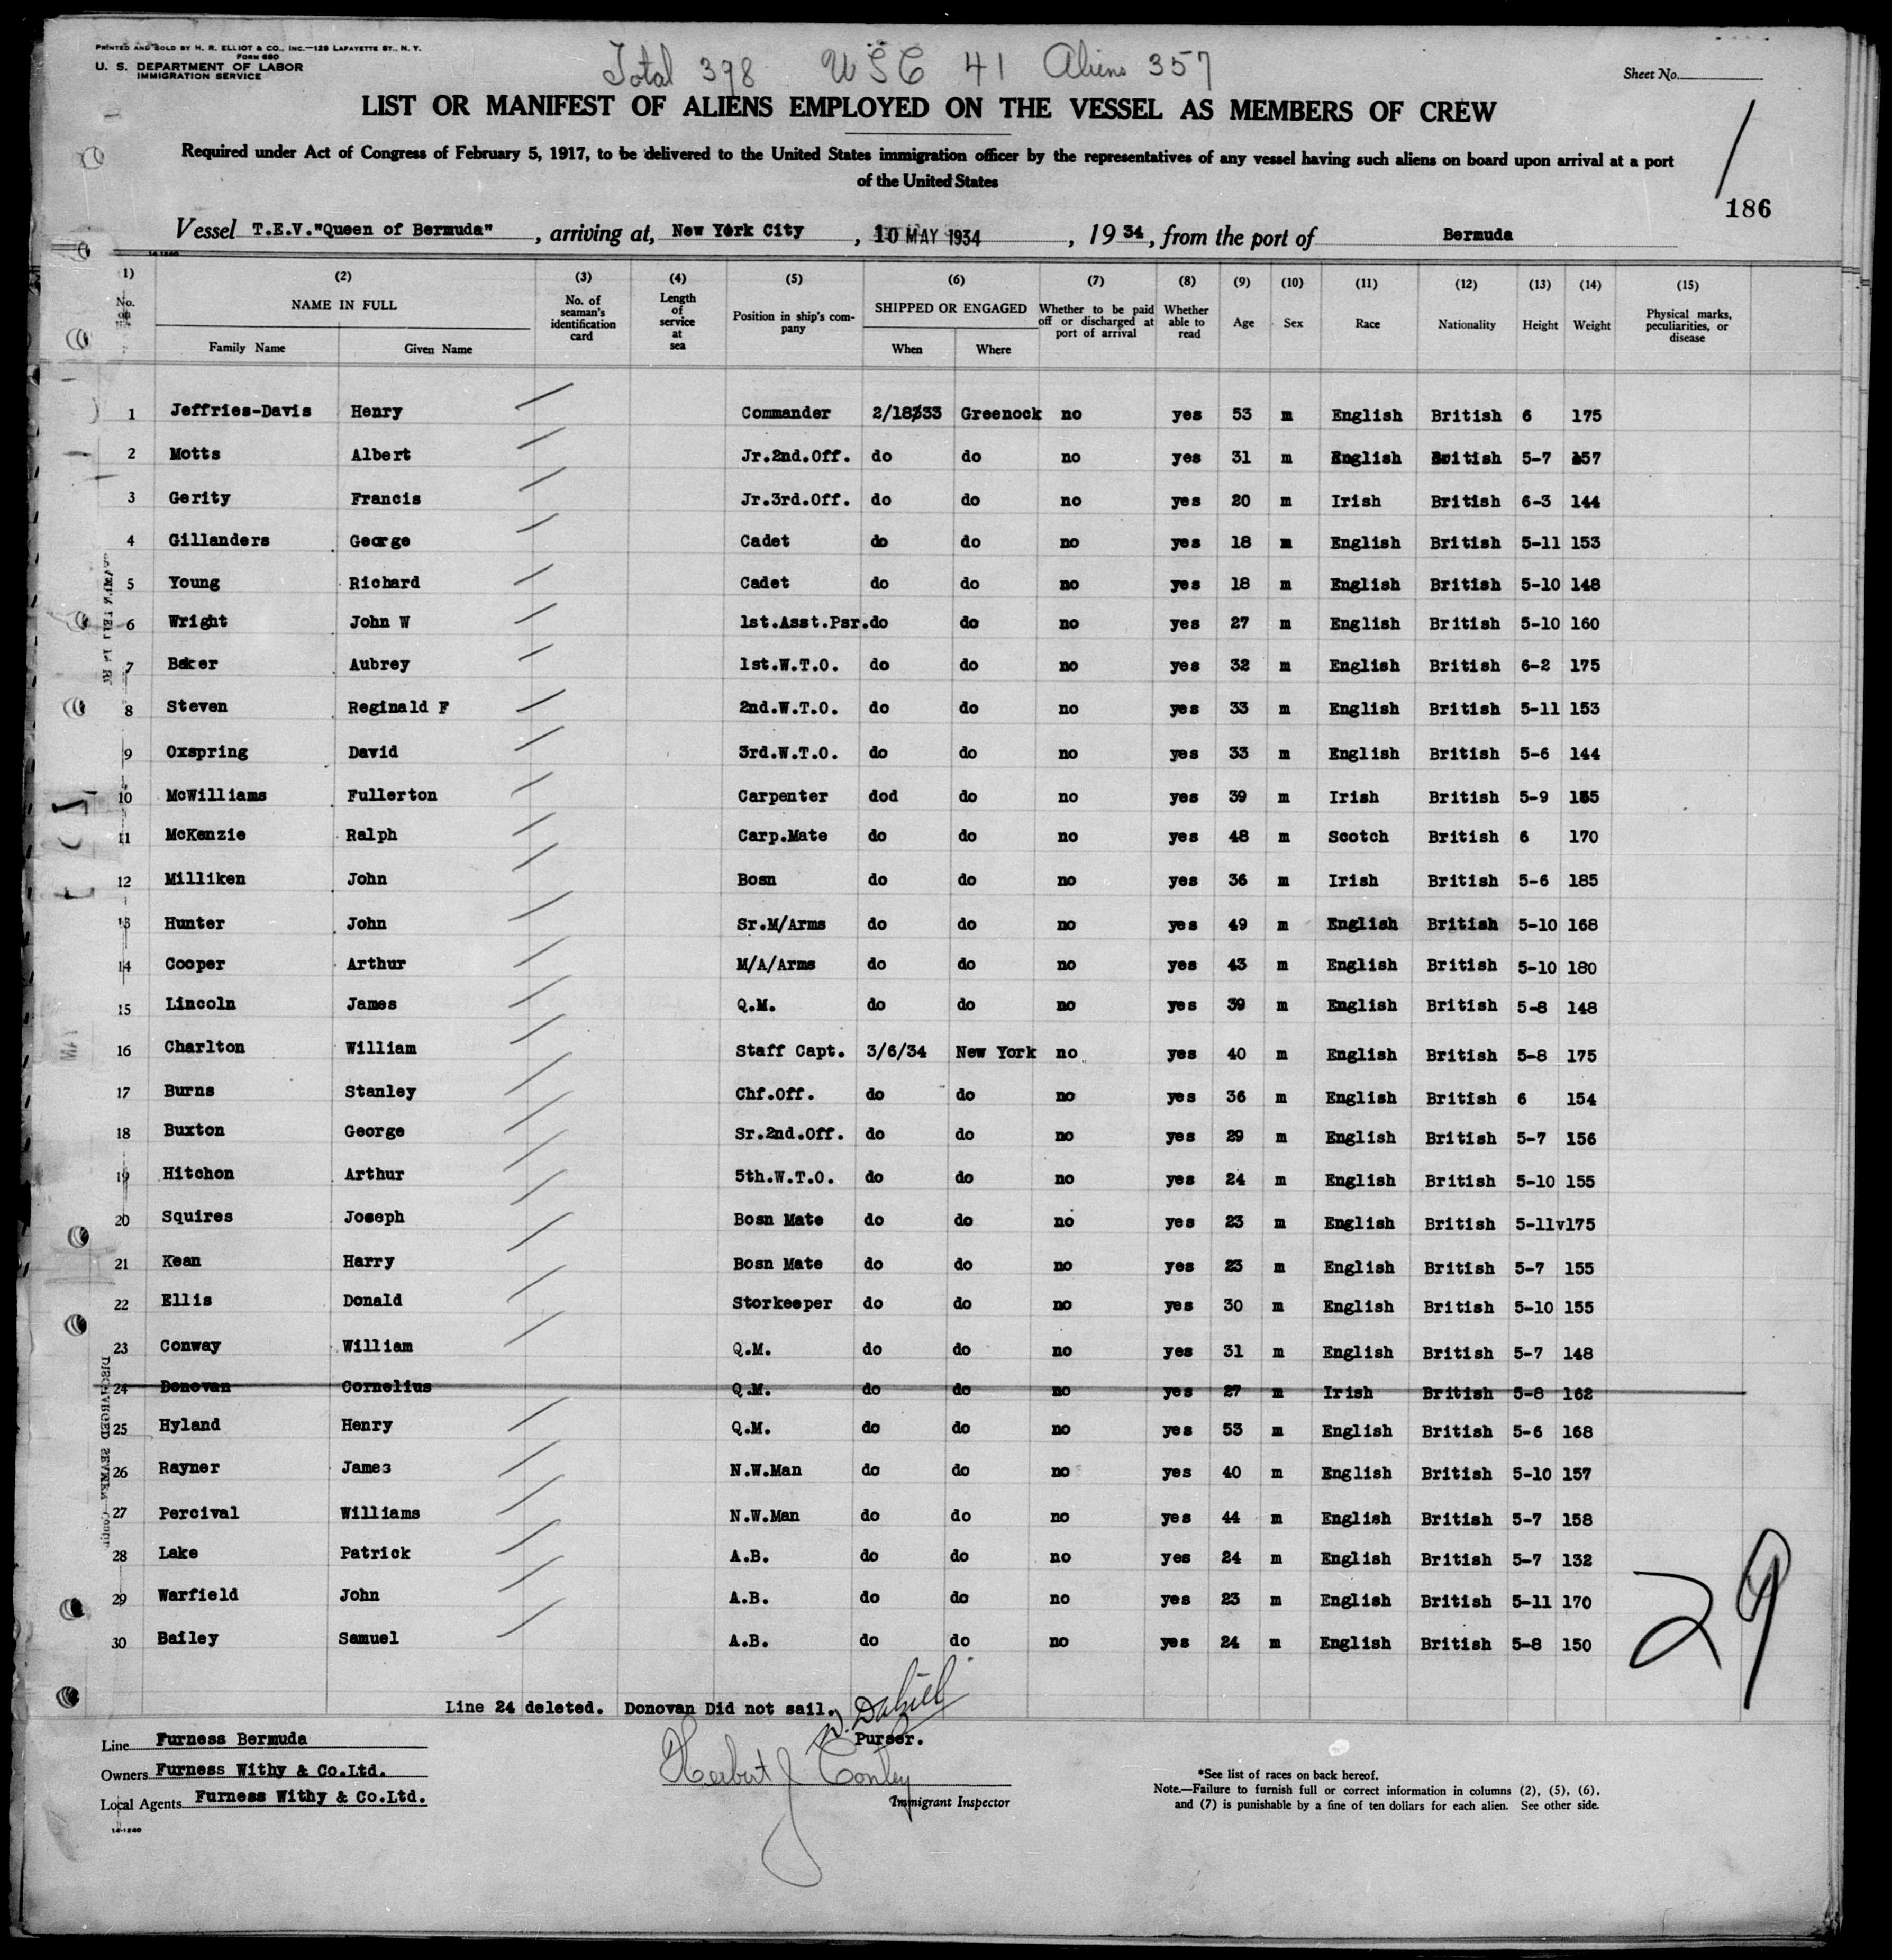 PRINTED AND SOLD BY H. R. ELLIOT & CO., INC.—129 LAFAYETTE ST., N. Y.
FORM 680
U. S. DEPARTMENT OF LABOR
IMMIGRATION SERVICE
Total 398 USC 41 Aliens 357
Sheet No.
LIST OR MANIFEST OF ALIENS EMPLOYED ON THE VESSEL AS MEMBERS OF CREW
Required under Act of Congress of February 5, 1917, to be delivered to the United States immigration officer by the representatives of any vessel having such aliens on board upon arrival at a port
of the United States
186
Vessel T.E.V."Queen of Bermuda", arriving at, New York City, 10 MAY 1934, 19 34, from the port of Bermuda
14-1240
1) (2) (3) (4) (5) (6) (7) (8) (9) (10) (11) (12) (13) (14) (15)
No. on NAME IN FULL No. of seaman's identification card Length of service at sea Position in ship's company SHIPPED OR ENGAGED Whether to be paid off or discharged at port of arrival Whether able to read Age Sex Race Nationality Height Weight Physical marks, peculiarities, or disease
Family Name Given Name When Where
1 Jeffries-Davis Henry Commander 2/18/33 Greenock no yes 53 m English British 6 175
2 Motts Albert Jr.2nd.Off. do do no yes 31 m English British 5-7 157
3 Gerity Francis Jr.3rd.Off. do do no yes 20 m Irish British 6-3 144
4 Gillanders George Cadet do do no yes 18 m English British 5-11 153
5 Young Richard Cadet do do no yes 18 m English British 5-10 148
6 Wright John W 1st.Asst.Psr. do do no yes 27 m English British 5-10 160
7 Baker Aubrey 1st.W.T.O. do do no yes 32 m English British 6-2 175
8 Steven Reginald F 2nd.W.T.O. do do no yes 33 m English British 5-11 153
9 Oxspring David 3rd.W.T.O. do do no yes 33 m English British 5-6 144
10 McWilliams Fullerton Carpenter dod do no yes 39 m Irish British 5-9 155
11 McKenzie Ralph Carp.Mate do do no yes 48 m Scotch British 6 170
12 Milliken John Bosn do do no yes 36 m Irish British 5-6 185
13 Hunter John Sr.M/Arms do do no yes 49 m English British 5-10 168
14 Cooper Arthur M/A/Arms do do no yes 43 m English British 5-10 180
15 Lincoln James Q.M. do do no yes 39 m English British 5-8 148
16 Charlton William Staff Capt. 3/6/34 New York no yes 40 m English British 5-8 175
17 Burns Stanley Chf.Off. do do no yes 36 m English British 6 154
18 Buxton George Sr.2nd.Off. do do no yes 29 m English British 5-7 156
19 Hitchon Arthur 5th.W.T.O. do do no yes 24 m English British 5-10 155
20 Squires Joseph Bosn Mate do do no yes 23 m English British 5-11v175
21 Kean Harry Bosn Mate do do no yes 23 m English British 5-7 155
22 Ellis Donald Storkeeper do do no yes 30 m English British 5-10 155
23 Conway William Q.M. do do no yes 31 m English British 5-7 148
24 Donovan Cornelius Q.M. do do no yes 27 m Irish British 5-8 162
25 Hyland Henry Q.M. do do no yes 53 m English British 5-6 168
26 Rayner James N.W.Man do do no yes 40 m English British 5-10 157
27 Percival Williams N.W.Man do do no yes 44 m English British 5-7 158
28 Lake Patrick A.B. do do no yes 24 m English British 5-7 132
29 Warfield John A.B. do do no yes 23 m English British 5-11 170
30 Bailey Samuel A.B. do do no yes 24 m English British 5-8 150
29
Line 24 deleted. Donovan Did not sail.
Purser.
Line Furness Bermuda
Owners Furness Withy & Co.Ltd.
Local Agents Furness Withy & Co.Ltd.
14-1240
Herbert J Conley
Immigrant Inspector
*See list of races on back hereof.
Note.—Failure to furnish full or correct information in columns (2), (5), (6),
and (7) is punishable by a fine of ten dollars for each alien. See other side.
DISCHARGED SEAMEN